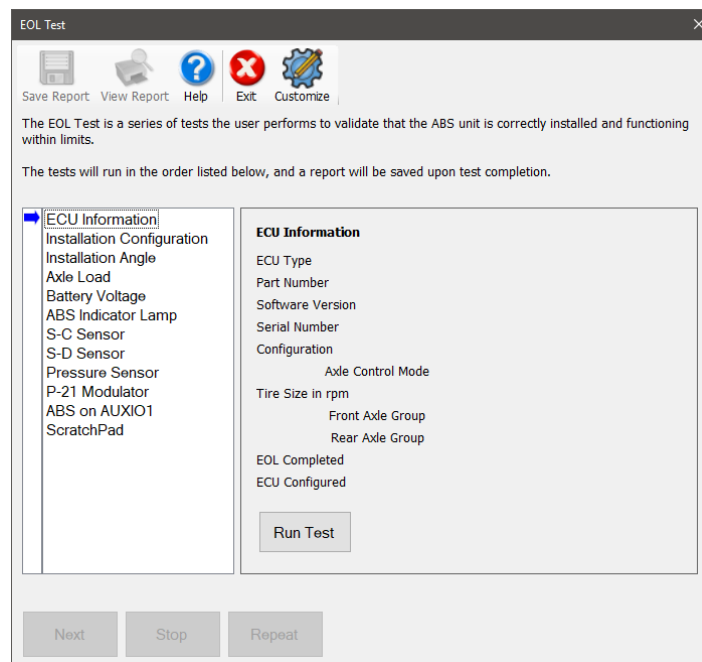 EOL Test
Save Report View Report Help Exit Customize
The EOL Test is a series of tests the user performs to validate that the ABS unit is correctly installed and functioning
within limits.
The tests will run in the order listed below, and a report will be saved upon test completion.
ECU Information
Installation Configuration
Installation Angle
Axle Load
Battery Voltage
ABS Indicator Lamp
S-C Sensor
S-D Sensor
Pressure Sensor
P-21 Modulator
ABS on AUXIO1
ScratchPad
ECU Information
ECU Type
Part Number
Software Version
Serial Number
Configuration
Axle Control Mode
Tire Size in rpm
Front Axle Group
Rear Axle Group
EOL Completed
ECU Configured
Run Test
Next Stop Repeat